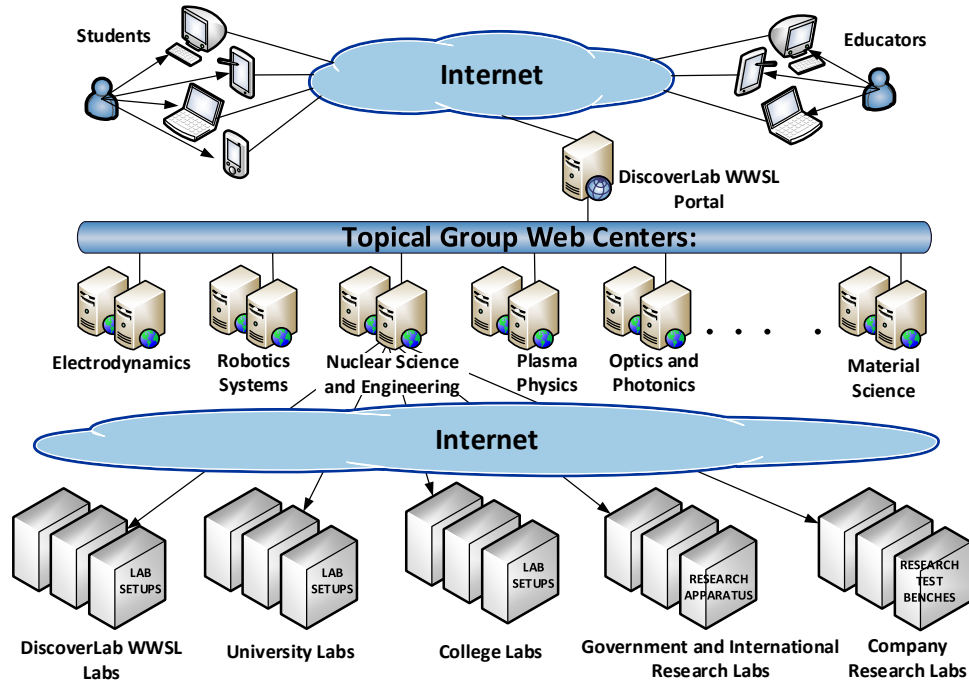 Students
Internet
Educators
DiscoverLab WWSL
Portal
Topical Group Web Centers:
Electrodynamics
Robotics
Systems
Nuclear Science
and Engineering
Plasma
Physics
Optics and
Photonics
. . . .
Material
Science
Internet
LAB
SETUPS
LAB
SETUPS
LAB
SETUPS
RESEARCH
APPARATUS
RESEARCH
TEST
BENCHES
DiscoverLab WWSL
Labs
University Labs
College Labs
Government and International
Research Labs
Company
Research Labs